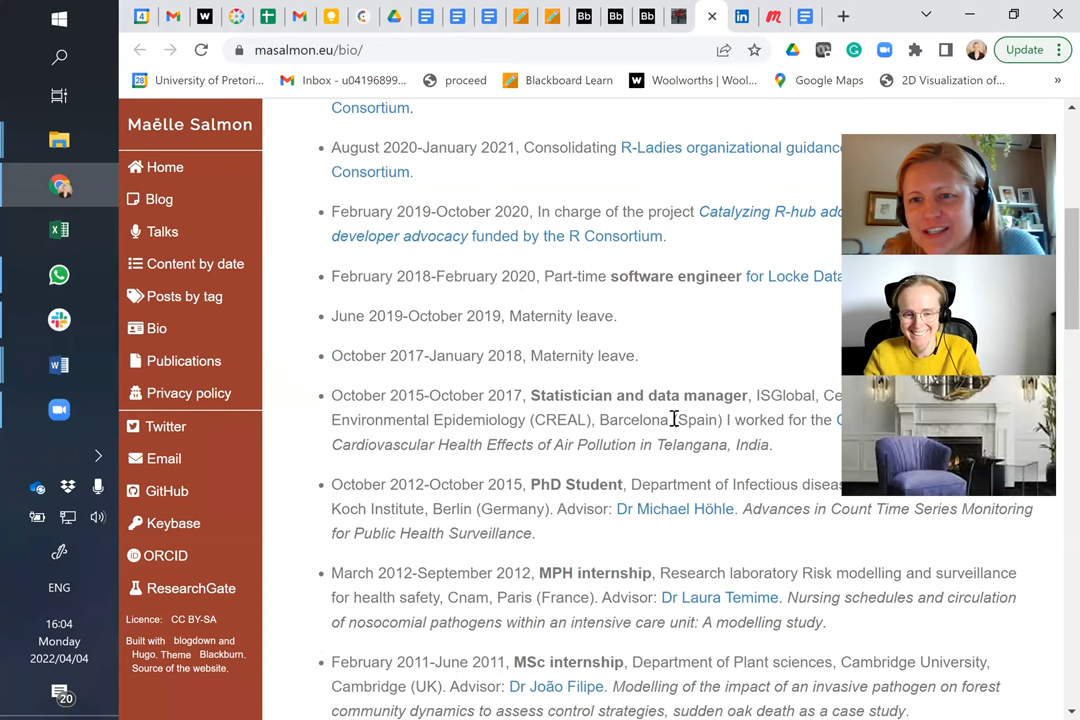 masalmon.eu/bio/
Update
University of Pretori...
Inbox - u04196899...
proceed
Blackboard Learn
Woolworths | Wool...
Google Maps
2D Visualization of...
»
Maëlle Salmon
Home
Blog
Talks
Content by date
Posts by tag
Bio
Publications
Privacy policy
Twitter
Email
GitHub
Keybase
ORCID
ResearchGate
Licence: CC BY-SA
Built with blogdown and
Hugo. Theme Blackburn.
Source of the website.
Consortium.
August 2020-January 2021, Consolidating R-Ladies organizational guidanc
Consortium.
February 2019-October 2020, In charge of the project Catalyzing R-hub ado
developer advocacy funded by the R Consortium.
February 2018-February 2020, Part-time software engineer for Locke Data
June 2019-October 2019, Maternity leave.
October 2017-January 2018, Maternity leave.
October 2015-October 2017, Statistician and data manager, ISGlobal, Ce
Environmental Epidemiology (CREAL), Barcelona (Spain) I worked for the
Cardiovascular Health Effects of Air Pollution in Telangana, India.
October 2012-October 2015, PhD Student, Department of Infectious disea
Koch Institute, Berlin (Germany). Advisor: Dr Michael Höhle. Advances in Count Time Series Monitoring
for Public Health Surveillance.
March 2012-September 2012, MPH internship, Research laboratory Risk modelling and surveillance
for health safety, Cnam, Paris (France). Advisor: Dr Laura Temime. Nursing schedules and circulation
of nosocomial pathogens within an intensive care unit: A modelling study.
February 2011-June 2011, MSc internship, Department of Plant sciences, Cambridge University,
Cambridge (UK). Advisor: Dr João Filipe. Modelling of the impact of an invasive pathogen on forest
community dynamics to assess control strategies, sudden oak death as a case study.
ENG
16:04
Monday
2022/04/04
20